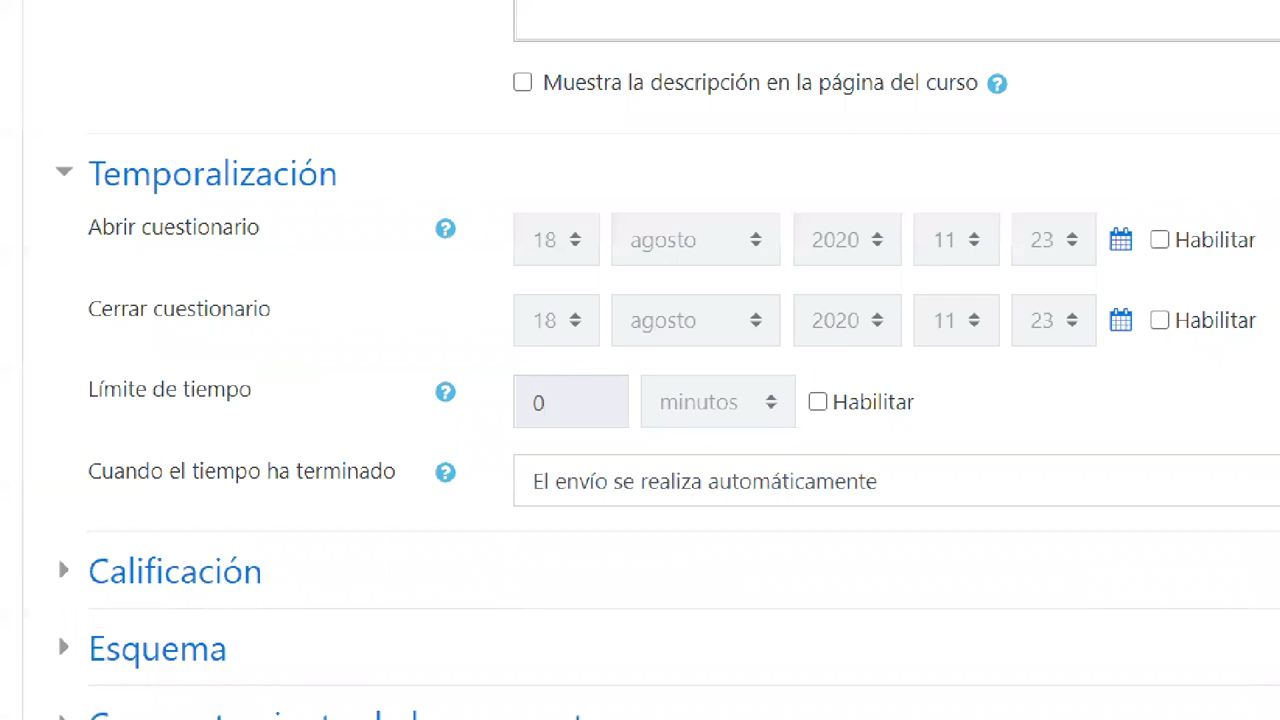 Muestra la descripción en la página del curso
Temporalización
Abrir cuestionario 18 agosto 2020 11 23 Habilitar
Cerrar cuestionario 18 agosto 2020 11 23 Habilitar
Límite de tiempo 0 minutos Habilitar
Cuando el tiempo ha terminado El envío se realiza automáticamente
Calificación
Esquema